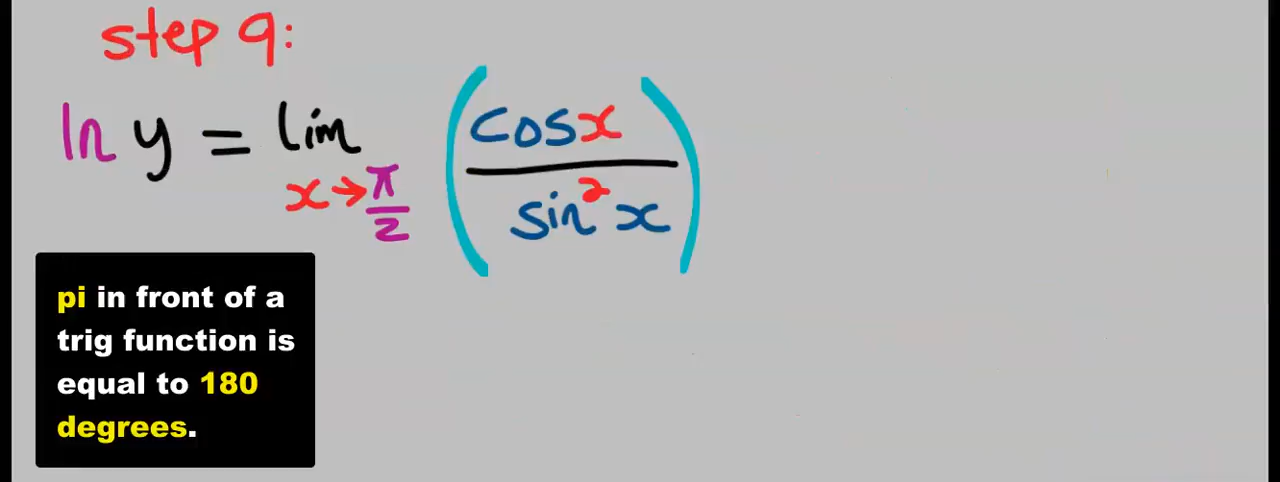 step 9:
ln y = lim x→π/2 (cosx / sin²x)
pi in front of a
trig function is
equal to 180
degrees.